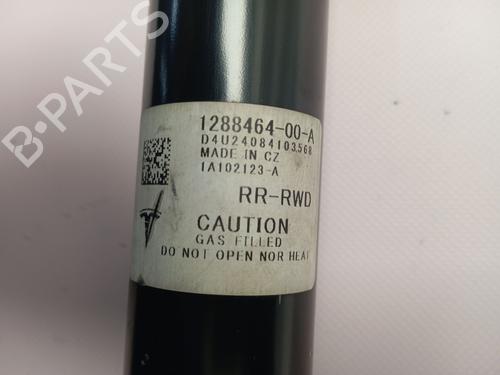 1288464-00-A
D4U24084103568
MADE IN CZ
1A102123-A
RR-RWD
CAUTION
GAS FILLED
DO NOT OPEN NOR HEAT
B-PARTS